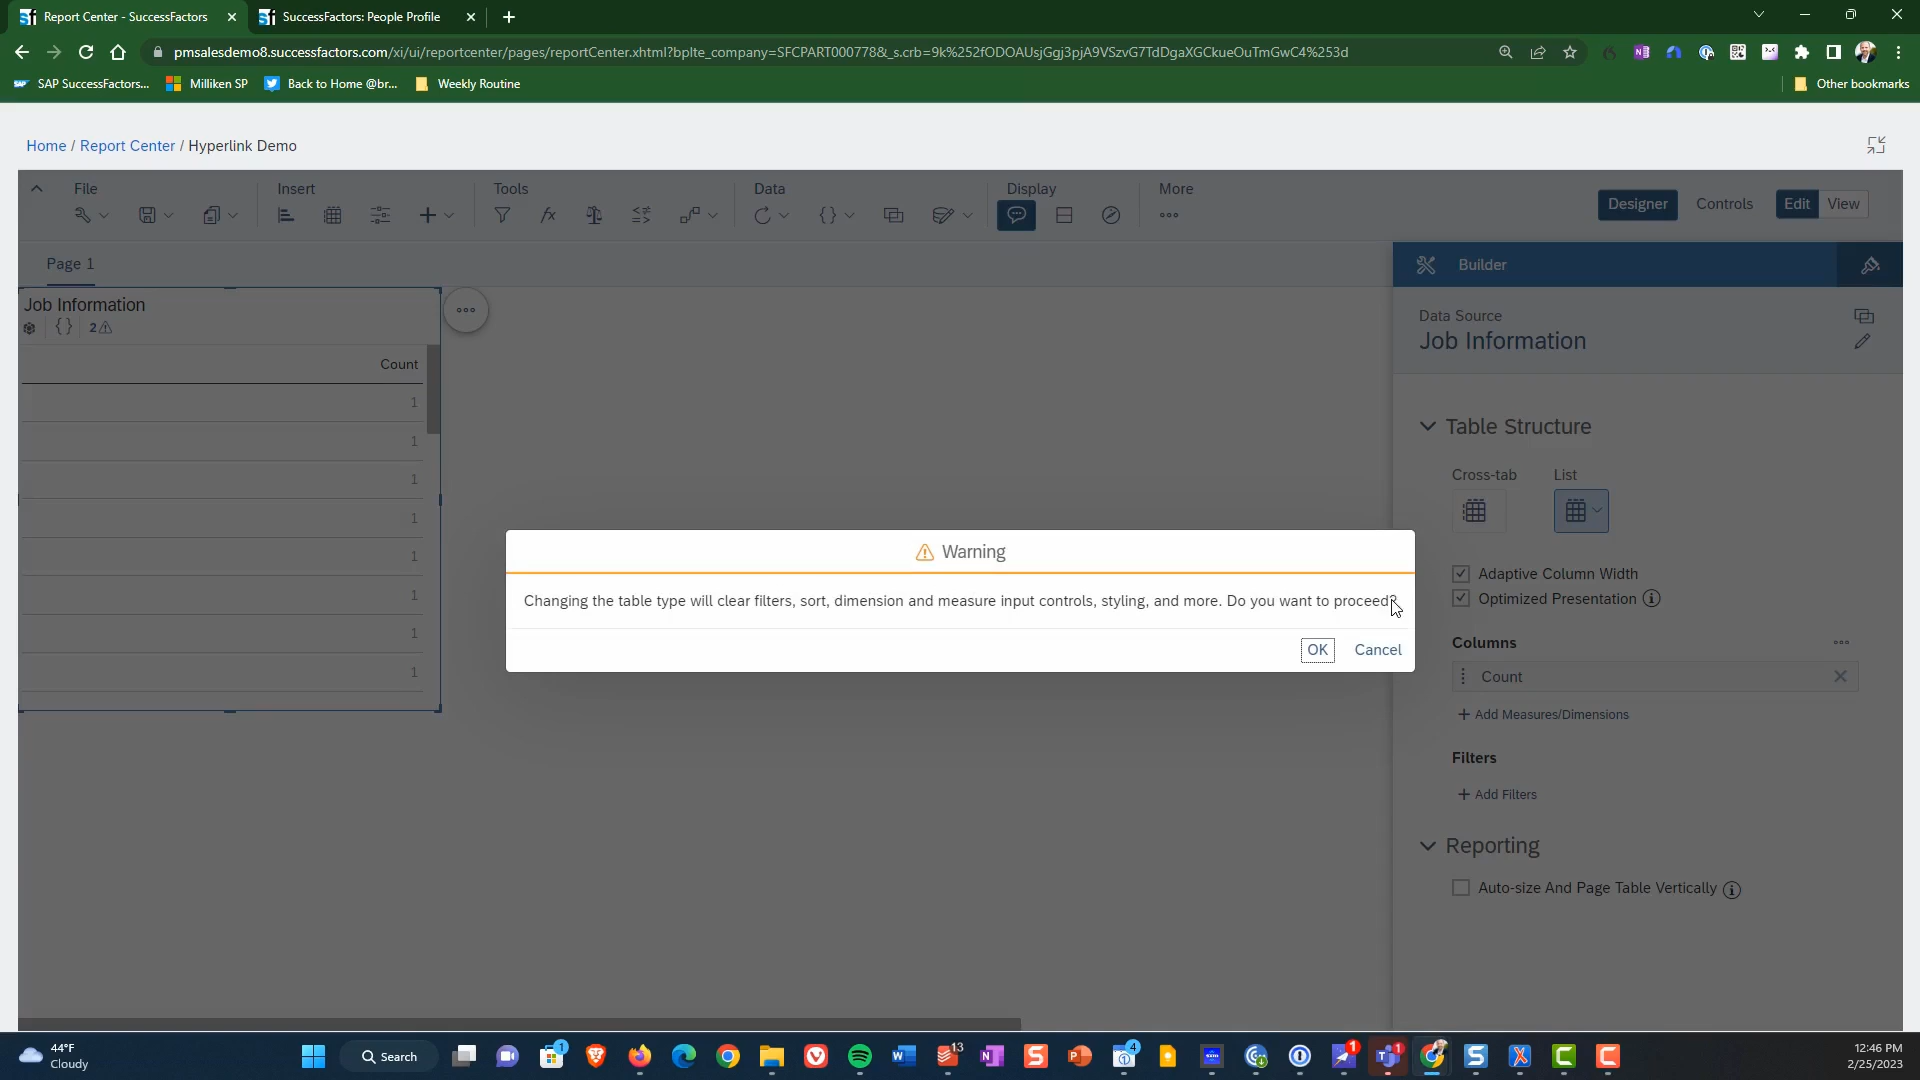 Report Center - SuccessFactors
SuccessFactors: People Profile
pmsalesdemo8.successfactors.com/xi/ui/reportcenter/pages/reportCenter.xhtml?bplte_company=SFCPART000778&_s.crb=9k%252fODOAUsjGgj3pjA9VSzvG7TdDgaXGCkueOuTmGwC4%253d
SAP SuccessFactors...
Milliken SP
Back to Home @br...
Weekly Routine
Other bookmarks
Home / Report Center / Hyperlink Demo
File
Insert
Tools
Data
Display
More
Designer
Controls
Edit
View
Page 1
Builder
Job Information
2
Count
1
1
1
1
1
1
1
1
Data Source
Job Information
Table Structure
Cross-tab
List
Adaptive Column Width
Optimized Presentation
Columns
Count
+ Add Measures/Dimensions
Filters
+ Add Filters
Reporting
Auto-size And Page Table Vertically
Warning
Changing the table type will clear filters, sort, dimension and measure input controls, styling, and more. Do you want to proceed?
OK
Cancel
44°F
Cloudy
Search
1
13
4
1
1
12:46 PM
2/25/2023